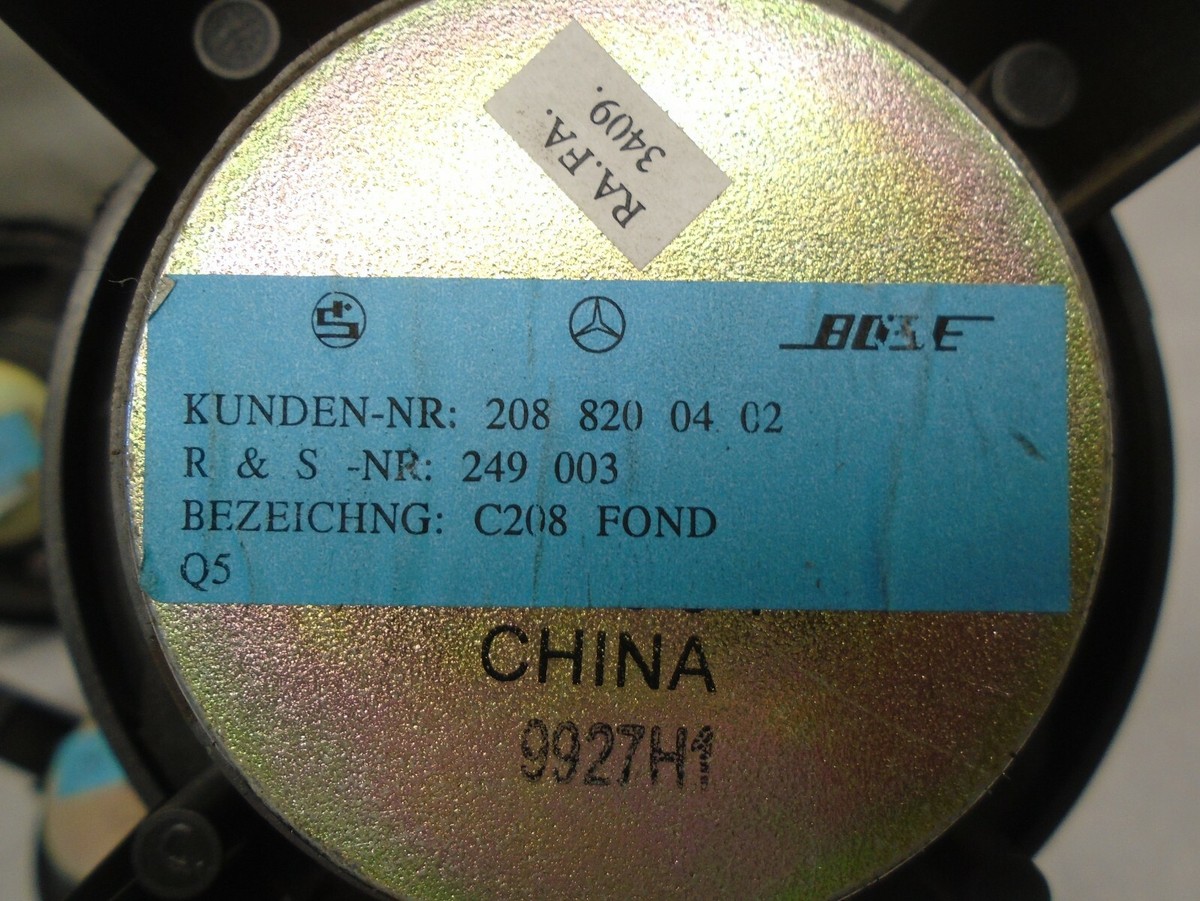 RA.FA.
3409.
BOSE
KUNDEN-NR: 208 820 04 02
R & S -NR: 249 003
BEZEICHNG: C208 FOND
Q5
CHINA
9927H1